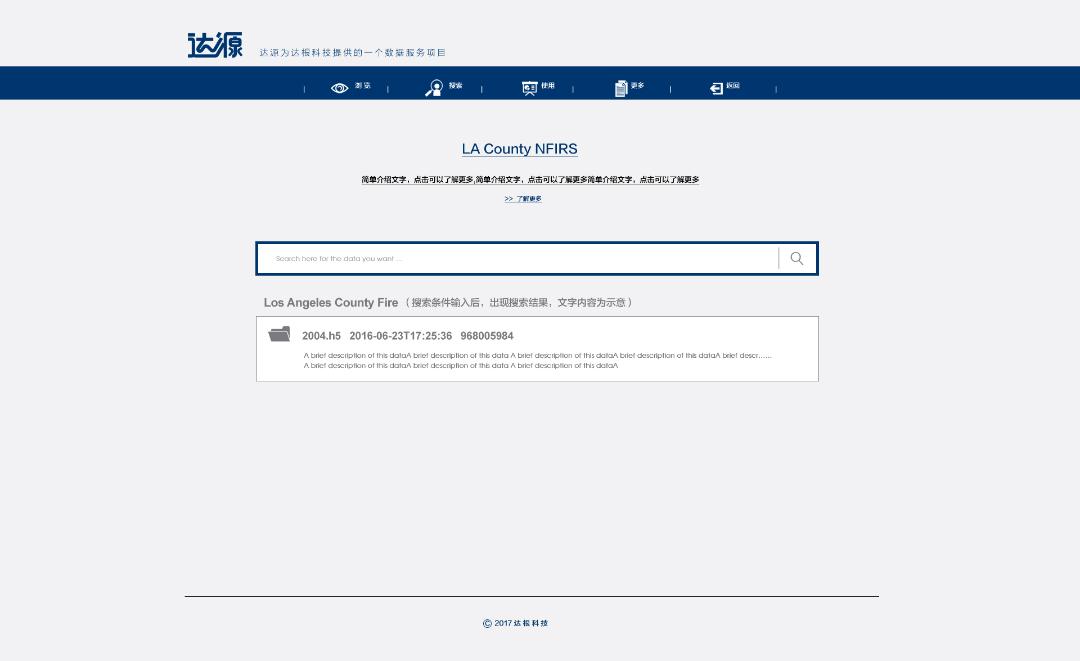 达源
达源为达根科技提供的一个数据服务项目
浏览 | 搜索 | 使用 | 更多 | 返回
LA County NFIRS
简单介绍文字，点击可以了解更多,简单介绍文字，点击可以了解更多简单介绍文字，点击可以了解更多
>> 了解更多
Search here for the data you want ...
Los Angeles County Fire （搜索条件输入后，出现搜索结果，文字内容为示意）
2004.h5 2016-06-23T17:25:36 968005984
A brief description of this dataA brief description of this data A brief description of this dataA brief description of this dataA brief descr......
A brief description of this dataA brief description of this data A brief description of this dataA
© 2017 达根科技